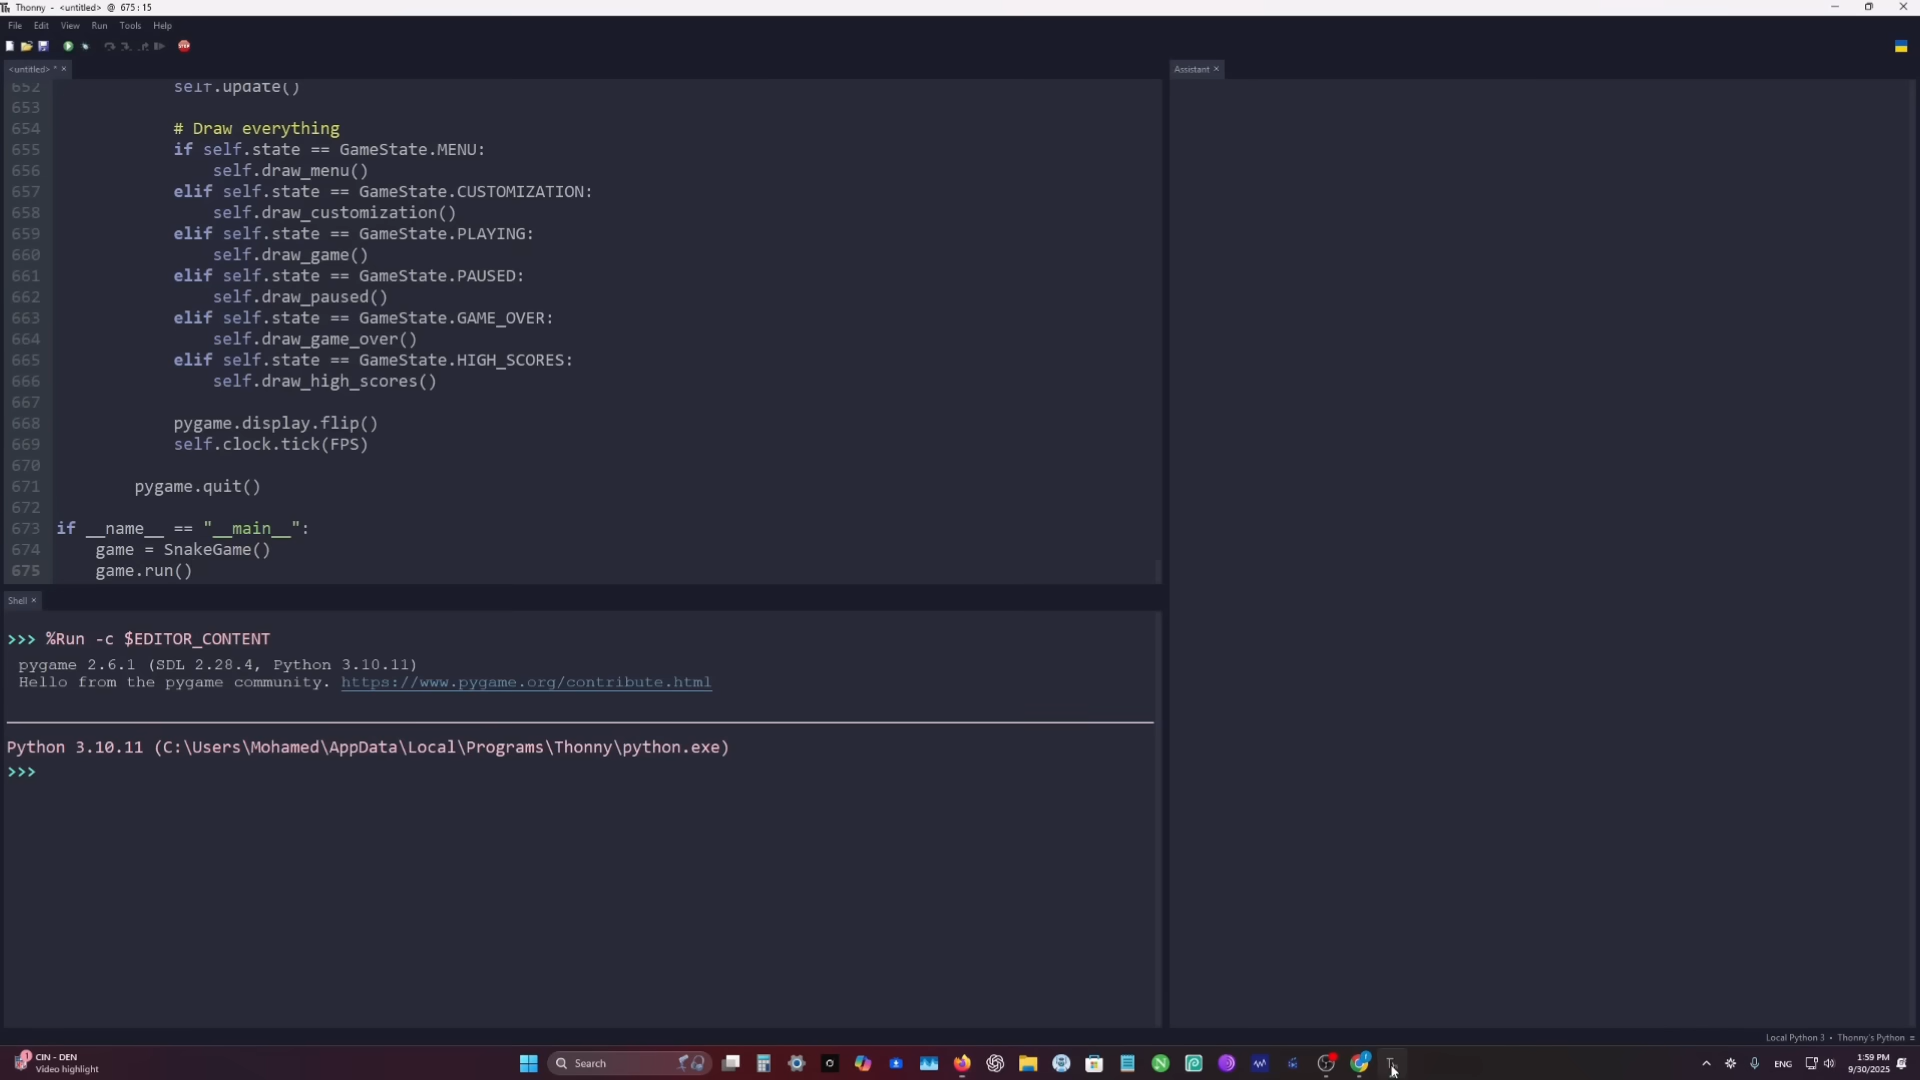 Thonny - <untitled> @ 675:15
File Edit View Run Tools Help
<untitled> * ×
Assistant ×
652 self.update()
653
654 # Draw everything
655 if self.state == GameState.MENU:
656 self.draw_menu()
657 elif self.state == GameState.CUSTOMIZATION:
658 self.draw_customization()
659 elif self.state == GameState.PLAYING:
660 self.draw_game()
661 elif self.state == GameState.PAUSED:
662 self.draw_paused()
663 elif self.state == GameState.GAME_OVER:
664 self.draw_game_over()
665 elif self.state == GameState.HIGH_SCORES:
666 self.draw_high_scores()
667
668 pygame.display.flip()
669 self.clock.tick(FPS)
670
671 pygame.quit()
672
673 if __name__ == "__main__":
674 game = SnakeGame()
675 game.run()
Shell ×
>>> %Run -c $EDITOR_CONTENT
pygame 2.6.1 (SDL 2.28.4, Python 3.10.11)
Hello from the pygame community. https://www.pygame.org/contribute.html
Python 3.10.11 (C:\Users\Mohamed\AppData\Local\Programs\Thonny\python.exe)
>>>
Local Python 3 • Thonny's Python ≡
CIN - DEN
Video highlight
Search
ENG
1:59 PM
9/30/2025